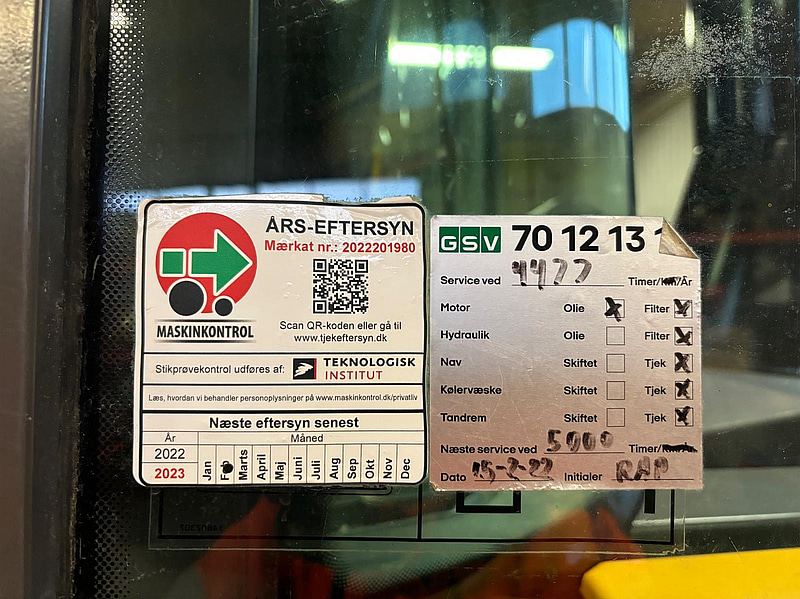 ÅRS-EFTERSYN
Mærkat nr.: 2022201980
MASKINKONTROL
Scan QR-koden eller gå til
www.tjekeftersyn.dk
Stikprøvekontrol udføres af: TEKNOLOGISK
INSTITUT
Læs, hvordan vi behandler personoplysninger på www.maskinkontrol.dk/privatliv
Næste eftersyn senest
År Måned
2022
2023
Jan Feb Marts April Maj Juni Juli Aug Sep Okt Nov Dec
GSV 70 12 13
Service ved 4477 Timer/Km/År
Motor Olie Filter
Hydraulik Filter
Nav Skiftet Tjek
Kølervæske Skiftet Tjek
Tandrem Skiftet Tjek
Næste service ved 5000 Timer/Km/År
Dato 15-2-22 Initialer RAP